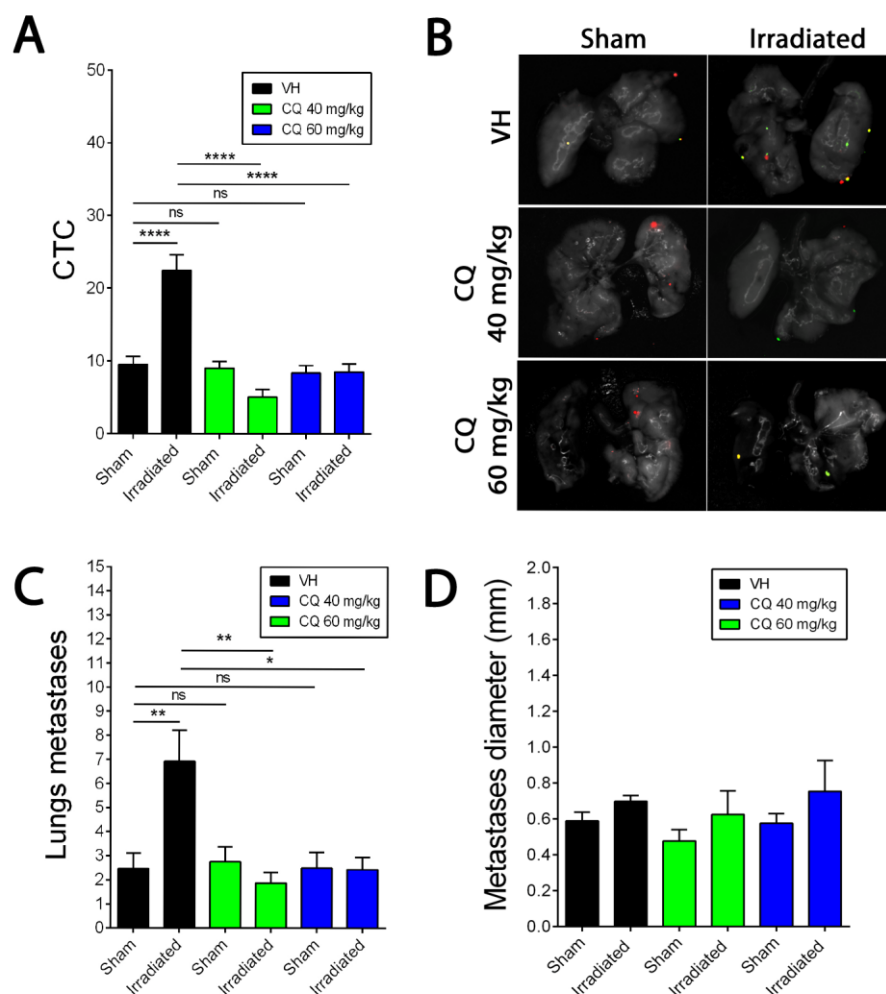 A
CTC
50
40
30
20
10
0
VH
CQ 40 mg/kg
CQ 60 mg/kg
****
****
ns
ns
****
Sham
Irradiated
Sham
Irradiated
Sham
Irradiated
B
Sham
Irradiated
VH
CQ
40 mg/kg
CQ
60 mg/kg
C
Lungs metastases
15
14
13
12
11
10
9
8
7
6
5
4
3
2
1
0
VH
CQ 40 mg/kg
CQ 60 mg/kg
**
*
ns
ns
**
Sham
Irradiated
Sham
Irradiated
Sham
Irradiated
D
Metastases diameter (mm)
2.0
1.8
1.6
1.4
1.2
1.0
0.8
0.6
0.4
0.2
0.0
VH
CQ 40 mg/kg
CQ 60 mg/kg
Sham
Irradiated
Sham
Irradiated
Sham
Irradiated